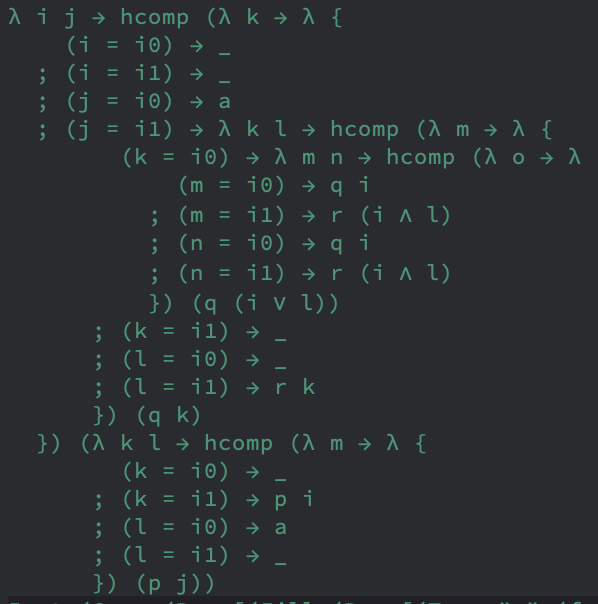 λ i j → hcomp (λ k → λ {
(i = i0) → _
; (i = i1) → _
; (j = i0) → a
; (j = i1) → λ k l → hcomp (λ m → λ {
(k = i0) → λ m n → hcomp (λ o → λ
(m = i0) → q i
; (m = i1) → r (i ∧ l)
; (n = i0) → q i
; (n = i1) → r (i ∧ l)
}) (q (i ∨ l))
; (k = i1) → _
; (l = i0) → _
; (l = i1) → r k
}) (q k)
}) (λ k l → hcomp (λ m → λ {
(k = i0) → _
; (k = i1) → p i
; (l = i0) → a
; (l = i1) → _
}) (p j))